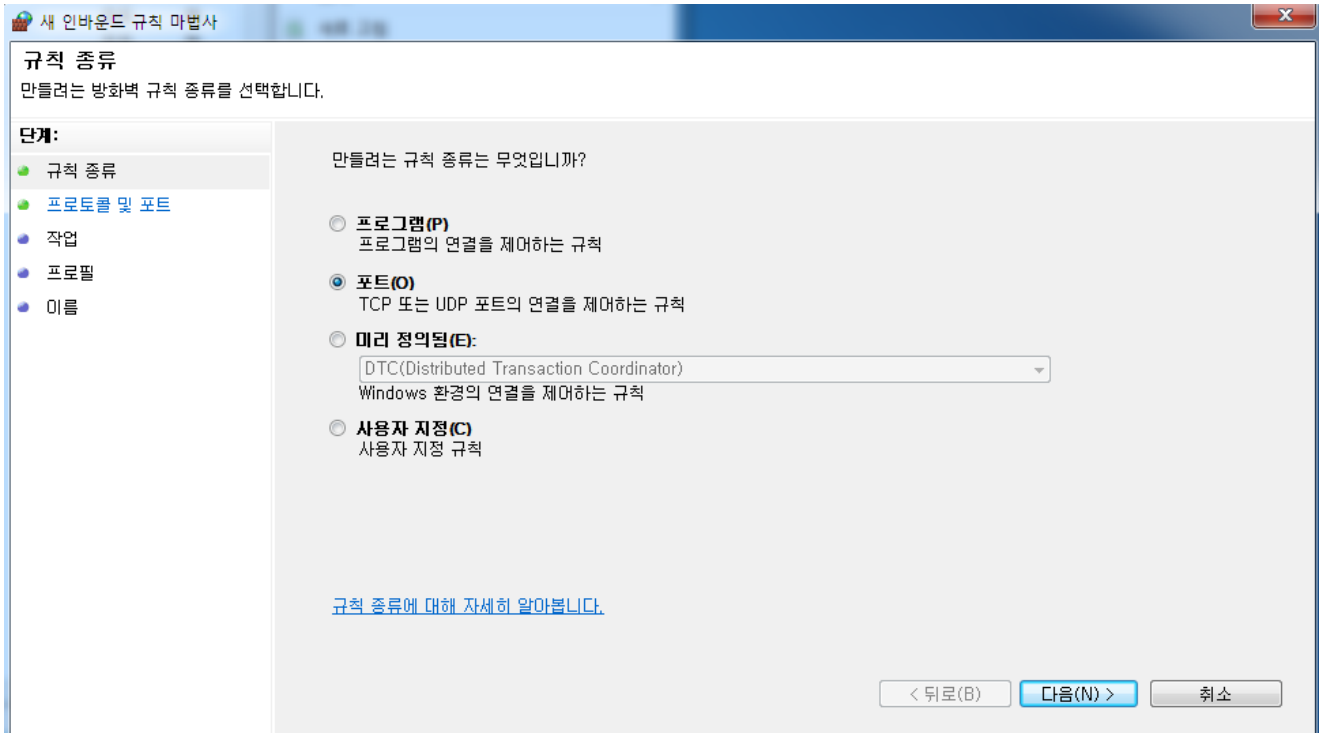 새 인바운드 규칙 마법사
규칙 종류
만들려는 방화벽 규칙 종류를 선택합니다.
단계:
규칙 종류
프로토콜 및 포트
작업
프로필
이름
만들려는 규칙 종류는 무엇입니까?
프로그램(P)
프로그램의 연결을 제어하는 규칙
포트(O)
TCP 또는 UDP 포트의 연결을 제어하는 규칙
미리 정의됨(E):
DTC(Distributed Transaction Coordinator)
Windows 환경의 연결을 제어하는 규칙
사용자 지정(C)
사용자 지정 규칙
규칙 종류에 대해 자세히 알아봅니다.
< 뒤로(B)
다음(N) >
취소